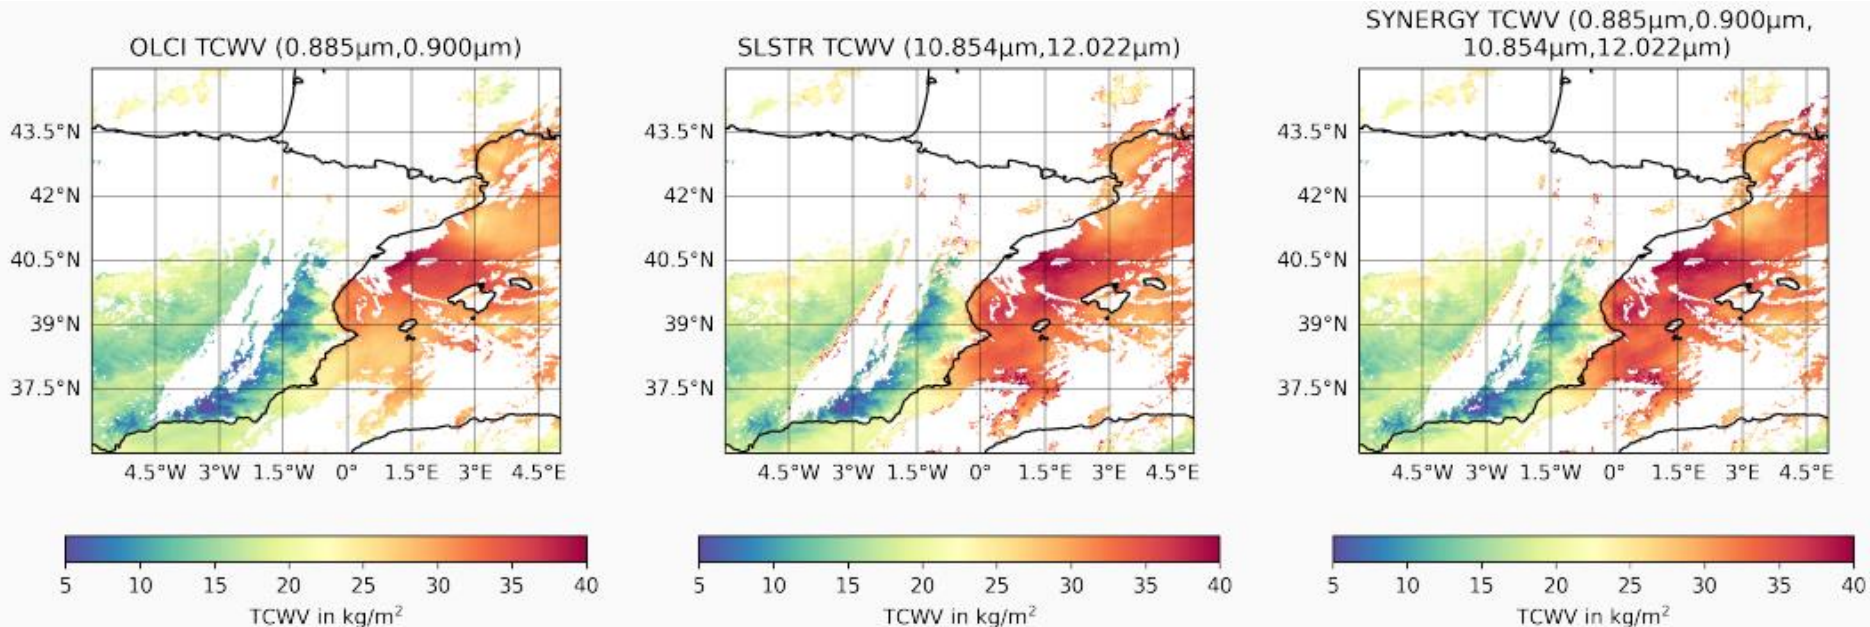 OLCI TCWV (0.885µm,0.900µm)
43.5°N
42°N
40.5°N
39°N
37.5°N
4.5°W 3°W 1.5°W 0° 1.5°E 3°E 4.5°E
5 10 15 20 25 30 35 40
TCWV in kg/m²
SLSTR TCWV (10.854µm,12.022µm)
43.5°N
42°N
40.5°N
39°N
37.5°N
4.5°W 3°W 1.5°W 0° 1.5°E 3°E 4.5°E
5 10 15 20 25 30 35 40
TCWV in kg/m²
SYNERGY TCWV (0.885µm,0.900µm,
10.854µm,12.022µm)
43.5°N
42°N
40.5°N
39°N
37.5°N
4.5°W 3°W 1.5°W 0° 1.5°E 3°E 4.5°E
5 10 15 20 25 30 35 40
TCWV in kg/m²